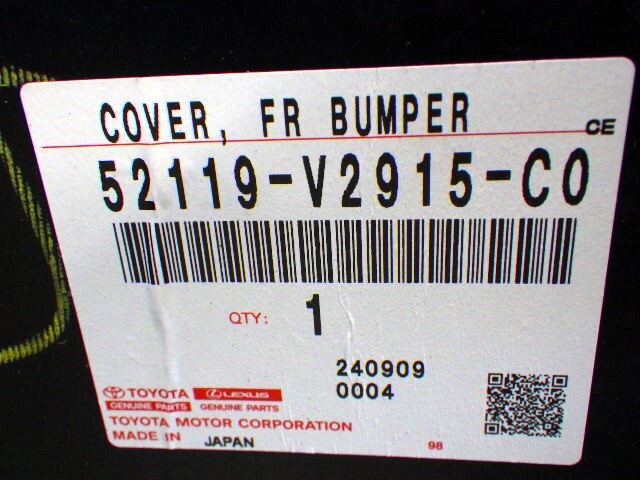 COVER, FR BUMPER
CE
52119-V2915-C0
QTY: 1
240909
0004
TOYOTA LEXUS
GENUINE PARTS GENUINE PARTS
TOYOTA MOTOR CORPORATION
MADE IN JAPAN
98